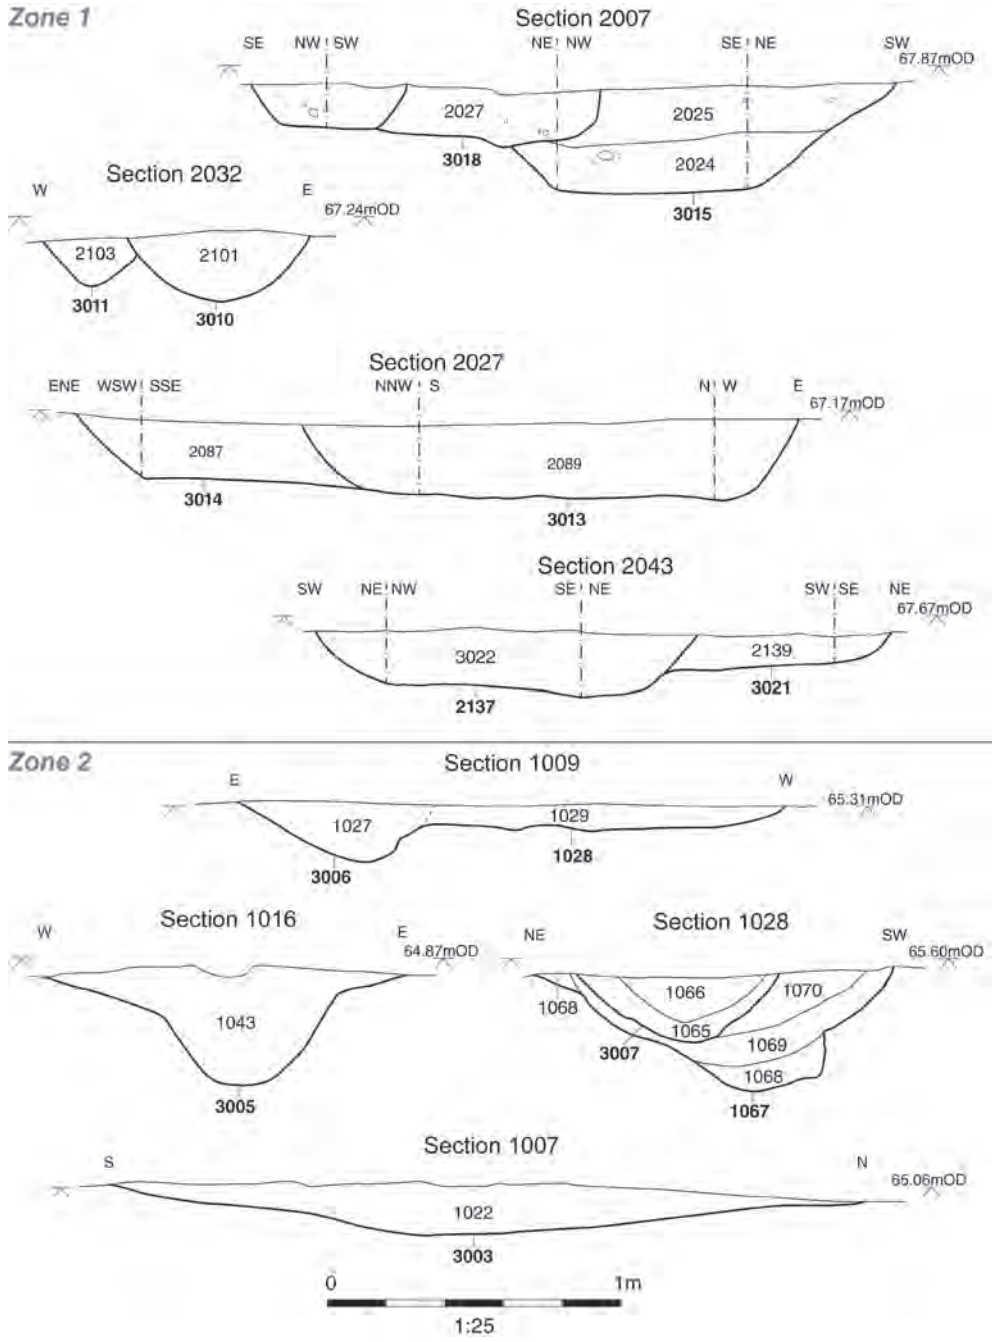 Zone 1
Section 2007
SE NW SW NE NW SE NE SW
67.87mOD
2027 2025
3018 2024
3015
Section 2032
W E
67.24mOD
2103 2101
3011 3010
Section 2027
ENE WSW SSE NNW S N W E
67.17mOD
2087 2089
3014 3013
Section 2043
SW NE NW SE NE SW SE NE
67.67mOD
3022 2139
2137 3021
Zone 2
Section 1009
E W
65.31mOD
1027 1029
3006 1028
Section 1016
W E
64.87mOD
1043
3005
Section 1028
NE SW
65.60mOD
1068 1066 1070
1065
3007 1069
1068
1067
Section 1007
S N
65.06mOD
1022
3003
0 1m
1:25